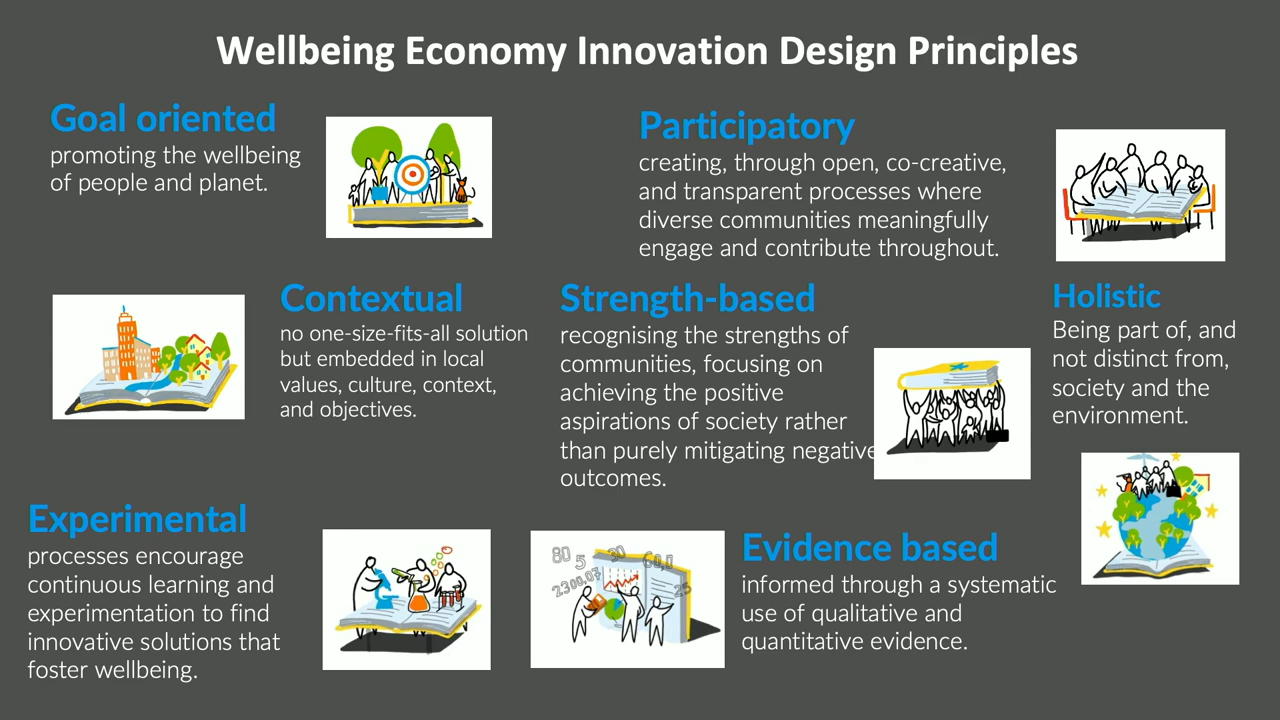 Wellbeing Economy Innovation Design Principles
Goal oriented
promoting the wellbeing
of people and planet.
Participatory
creating, through open, co-creative,
and transparent processes where
diverse communities meaningfully
engage and contribute throughout.
Contextual
no one-size-fits-all solution
but embedded in local
values, culture, context,
and objectives.
Strength-based
recognising the strengths of
communities, focusing on
achieving the positive
aspirations of society rather
than purely mitigating negative
outcomes.
Holistic
Being part of, and
not distinct from,
society and the
environment.
Experimental
processes encourage
continuous learning and
experimentation to find
innovative solutions that
foster wellbeing.
80
5
2300.07
Evidence based
informed through a systematic
use of qualitative and
quantitative evidence.